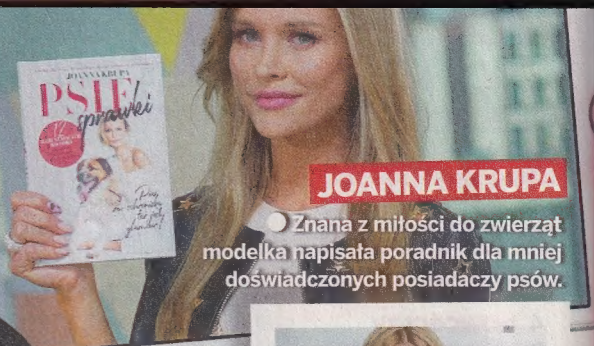 JOANNA KRUPA
PSIE
sprawki
JOANNA KRUPA
Znana z miłości do zwierząt
modelka napisała poradnik dla mniej
doświadczonych posiadaczy psów.